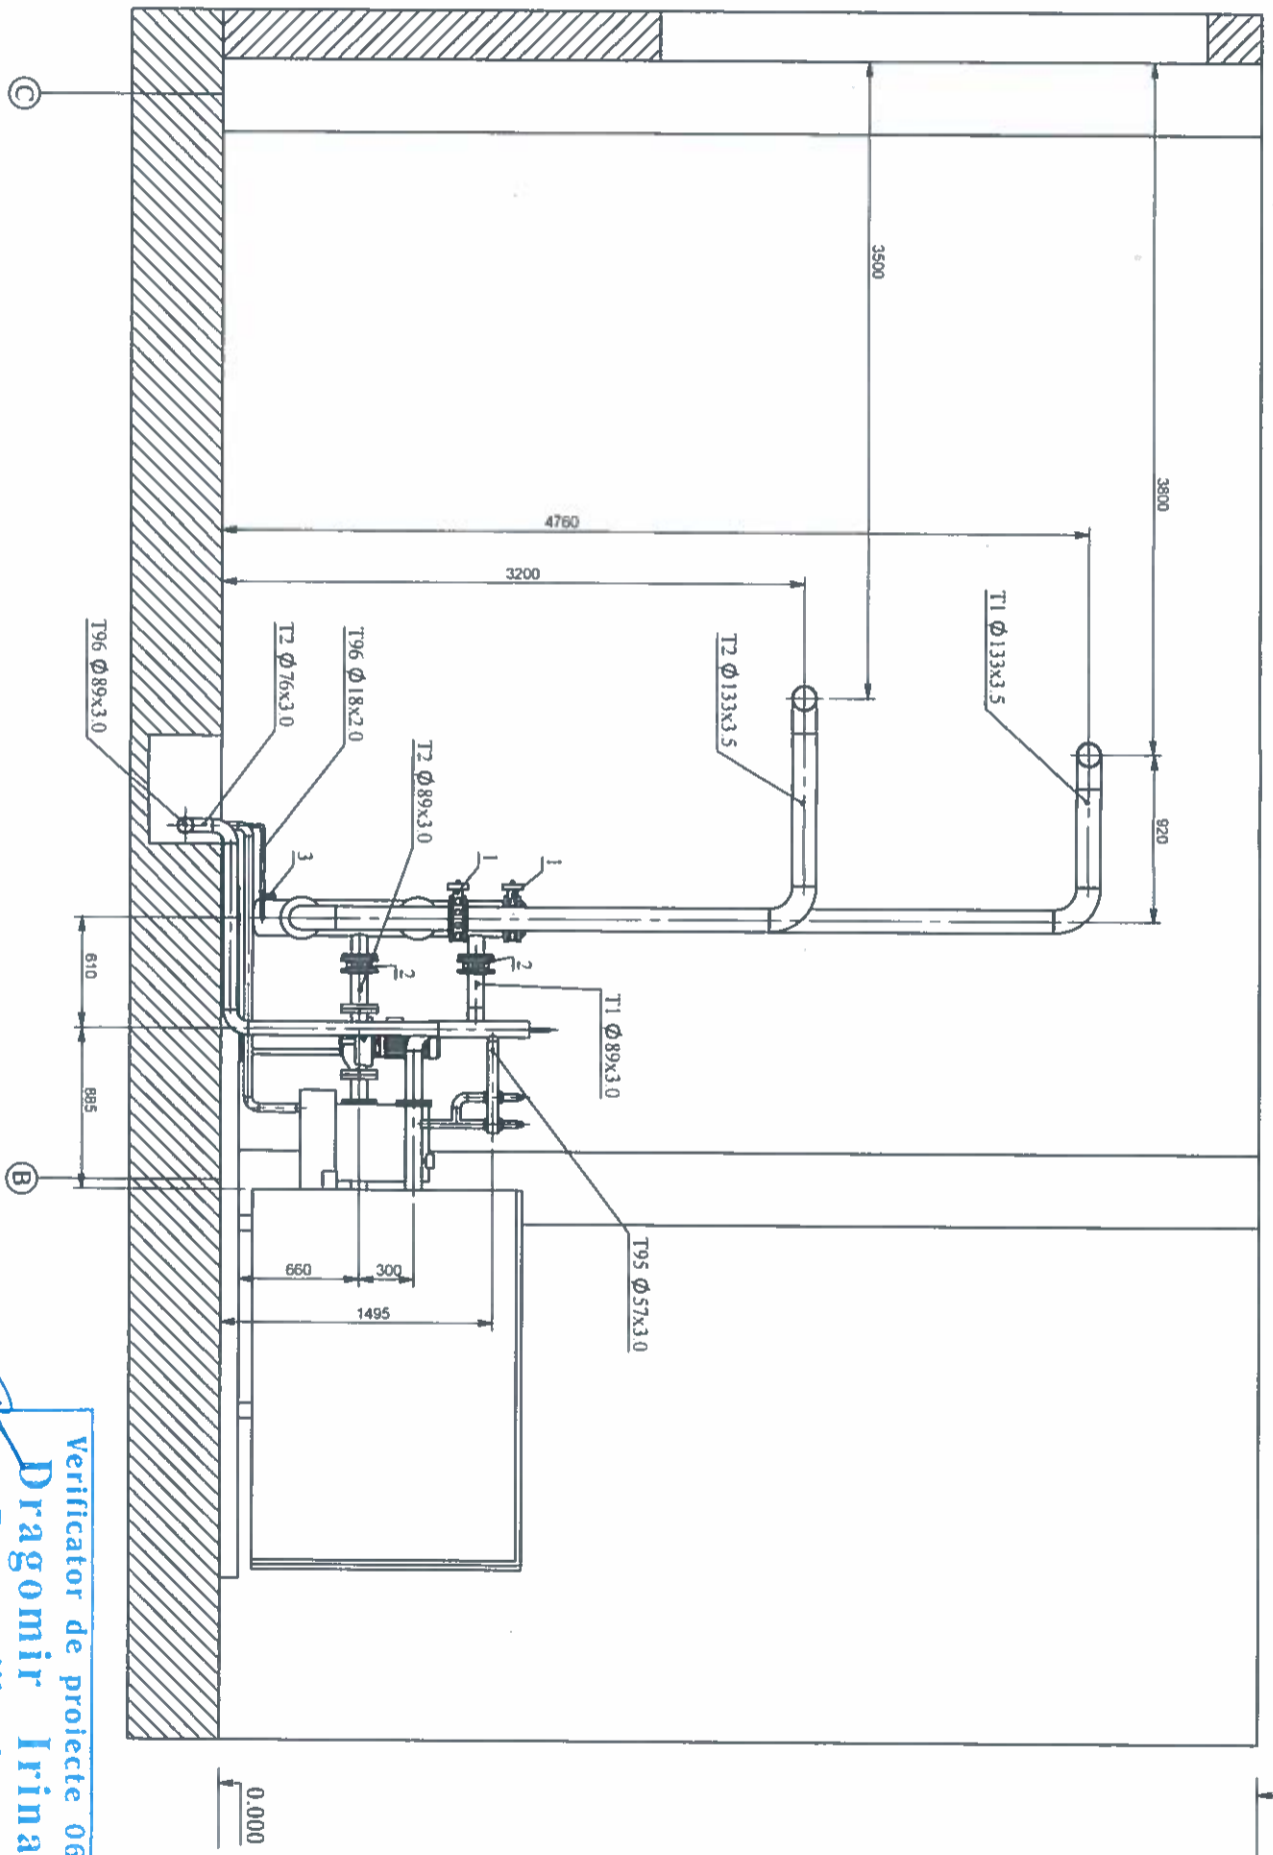 3800
920
3500
T1 Ø133x3.5
4760
3200
T2 Ø133x3.5
T1 Ø89x3.0
T95 Ø57x3.0
1
1
2
2
T2 Ø89x3.0
3
T96 Ø18x2.0
T2 Ø76x3.0
T96 Ø89x3.0
300
660
1495
610
885
C
B
0.000
Verificator de proiecte 06
Dragomir Irina